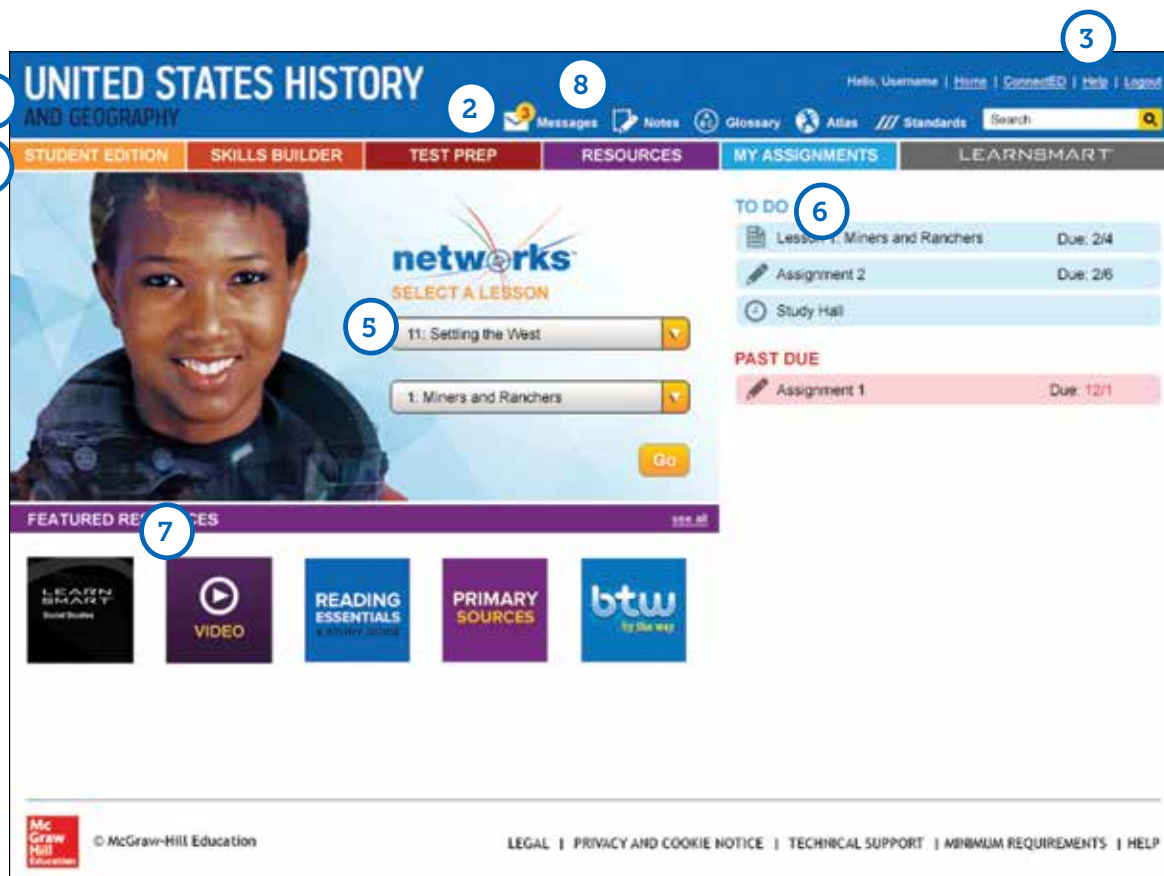 3
UNITED STATES HISTORY
AND GEOGRAPHY
Hello, Username | Home | ConnectED | Help | Logout
2
8
3
Messages
Notes
Glossary
Atlas
Standards
Search
STUDENT EDITION
SKILLS BUILDER
TEST PREP
RESOURCES
MY ASSIGNMENTS
LEARNSMART
networks
SELECT A LESSON
5
11: Settling the West
1: Miners and Ranchers
Go
TO DO
6
Lesson 1: Miners and Ranchers Due: 2/4
Assignment 2 Due: 2/6
Study Hall
PAST DUE
Assignment 1 Due: 12/1
FEATURED RESOURCES
see all
7
LEARN
SMART
Social Studies
VIDEO
READING
ESSENTIALS
& STUDY GUIDE
PRIMARY
SOURCES
btw
by the way
Mc
Graw
Hill
Education
© McGraw-Hill Education
LEGAL | PRIVACY AND COOKIE NOTICE | TECHNICAL SUPPORT | MINIMUM REQUIREMENTS | HELP